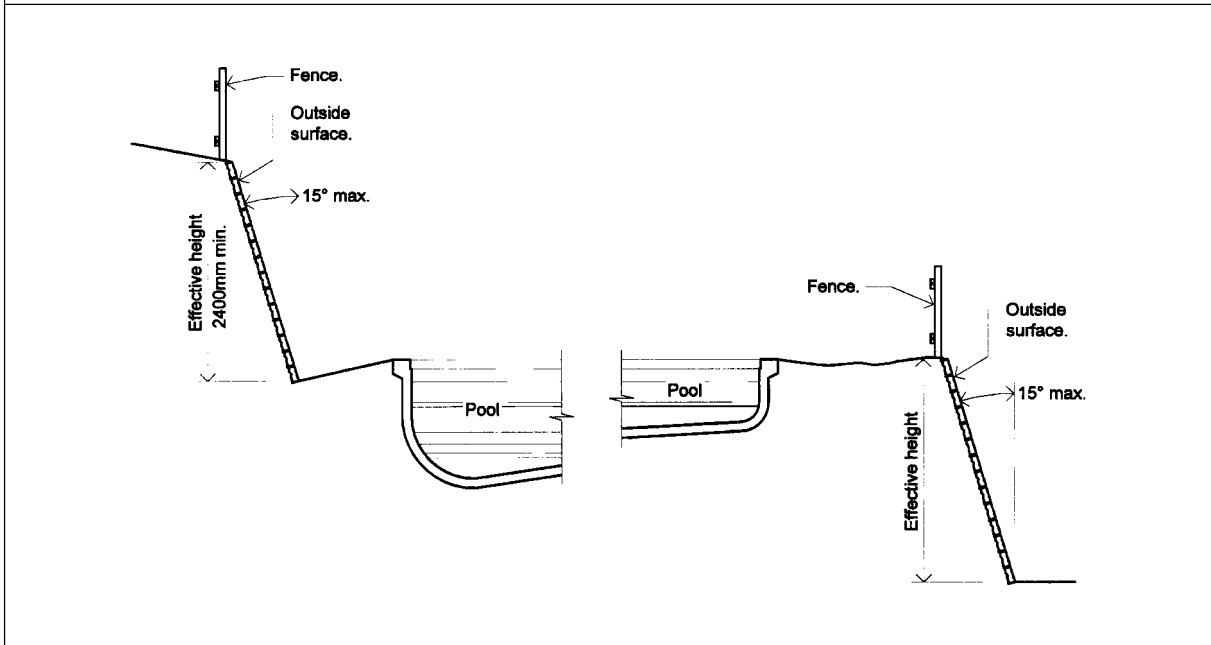 Fence.
Outside
surface.
15° max.
Effective height
2400mm min.
Pool
Pool
Fence.
Outside
surface.
15° max.
Effective height